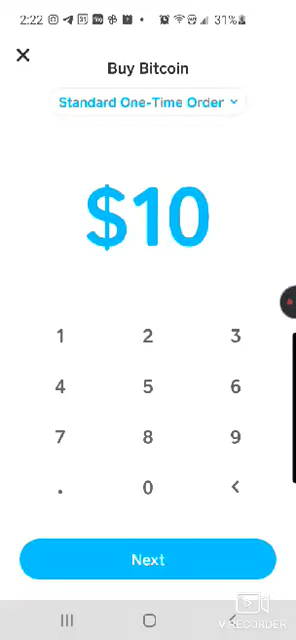 2:22 31%
Buy Bitcoin
Standard One-Time Order
$10
1 2 3
4 5 6
7 8 9
. 0 <
Next
V RECORDER